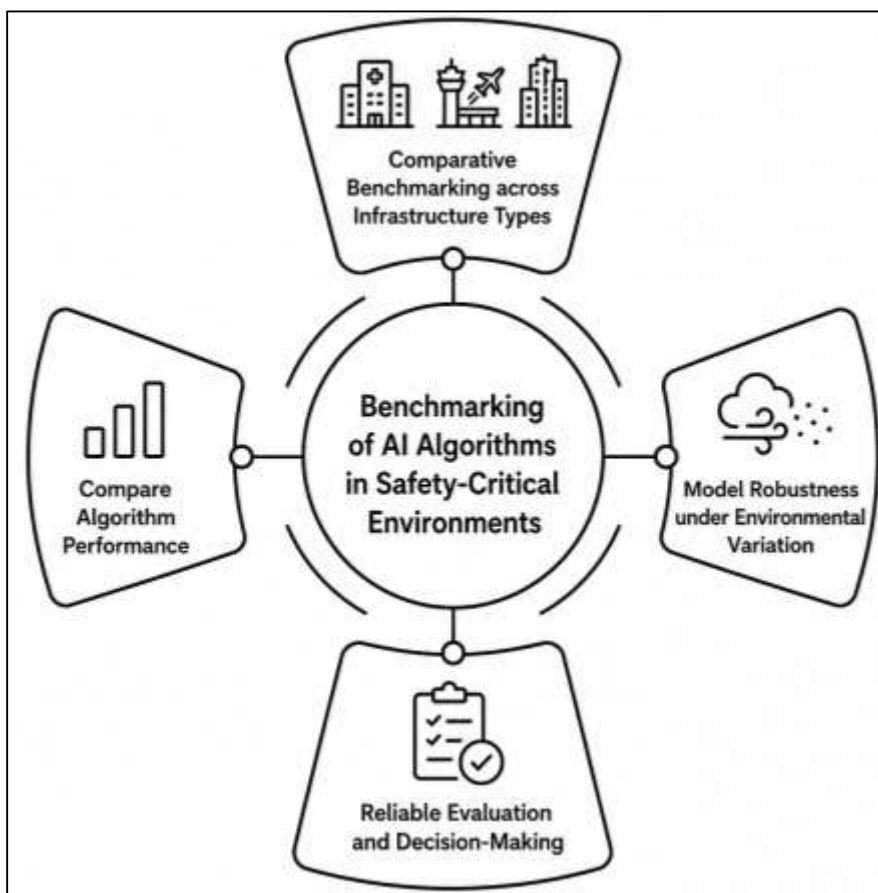 Comparative
Benchmarking across
Infrastructure Types
Benchmarking
of AI Algorithms
in Safety-Critical
Environments
Compare
Algorithm
Performance
Model Robustness
under Environmental
Variation
Reliable Evaluation
and Decision-Making